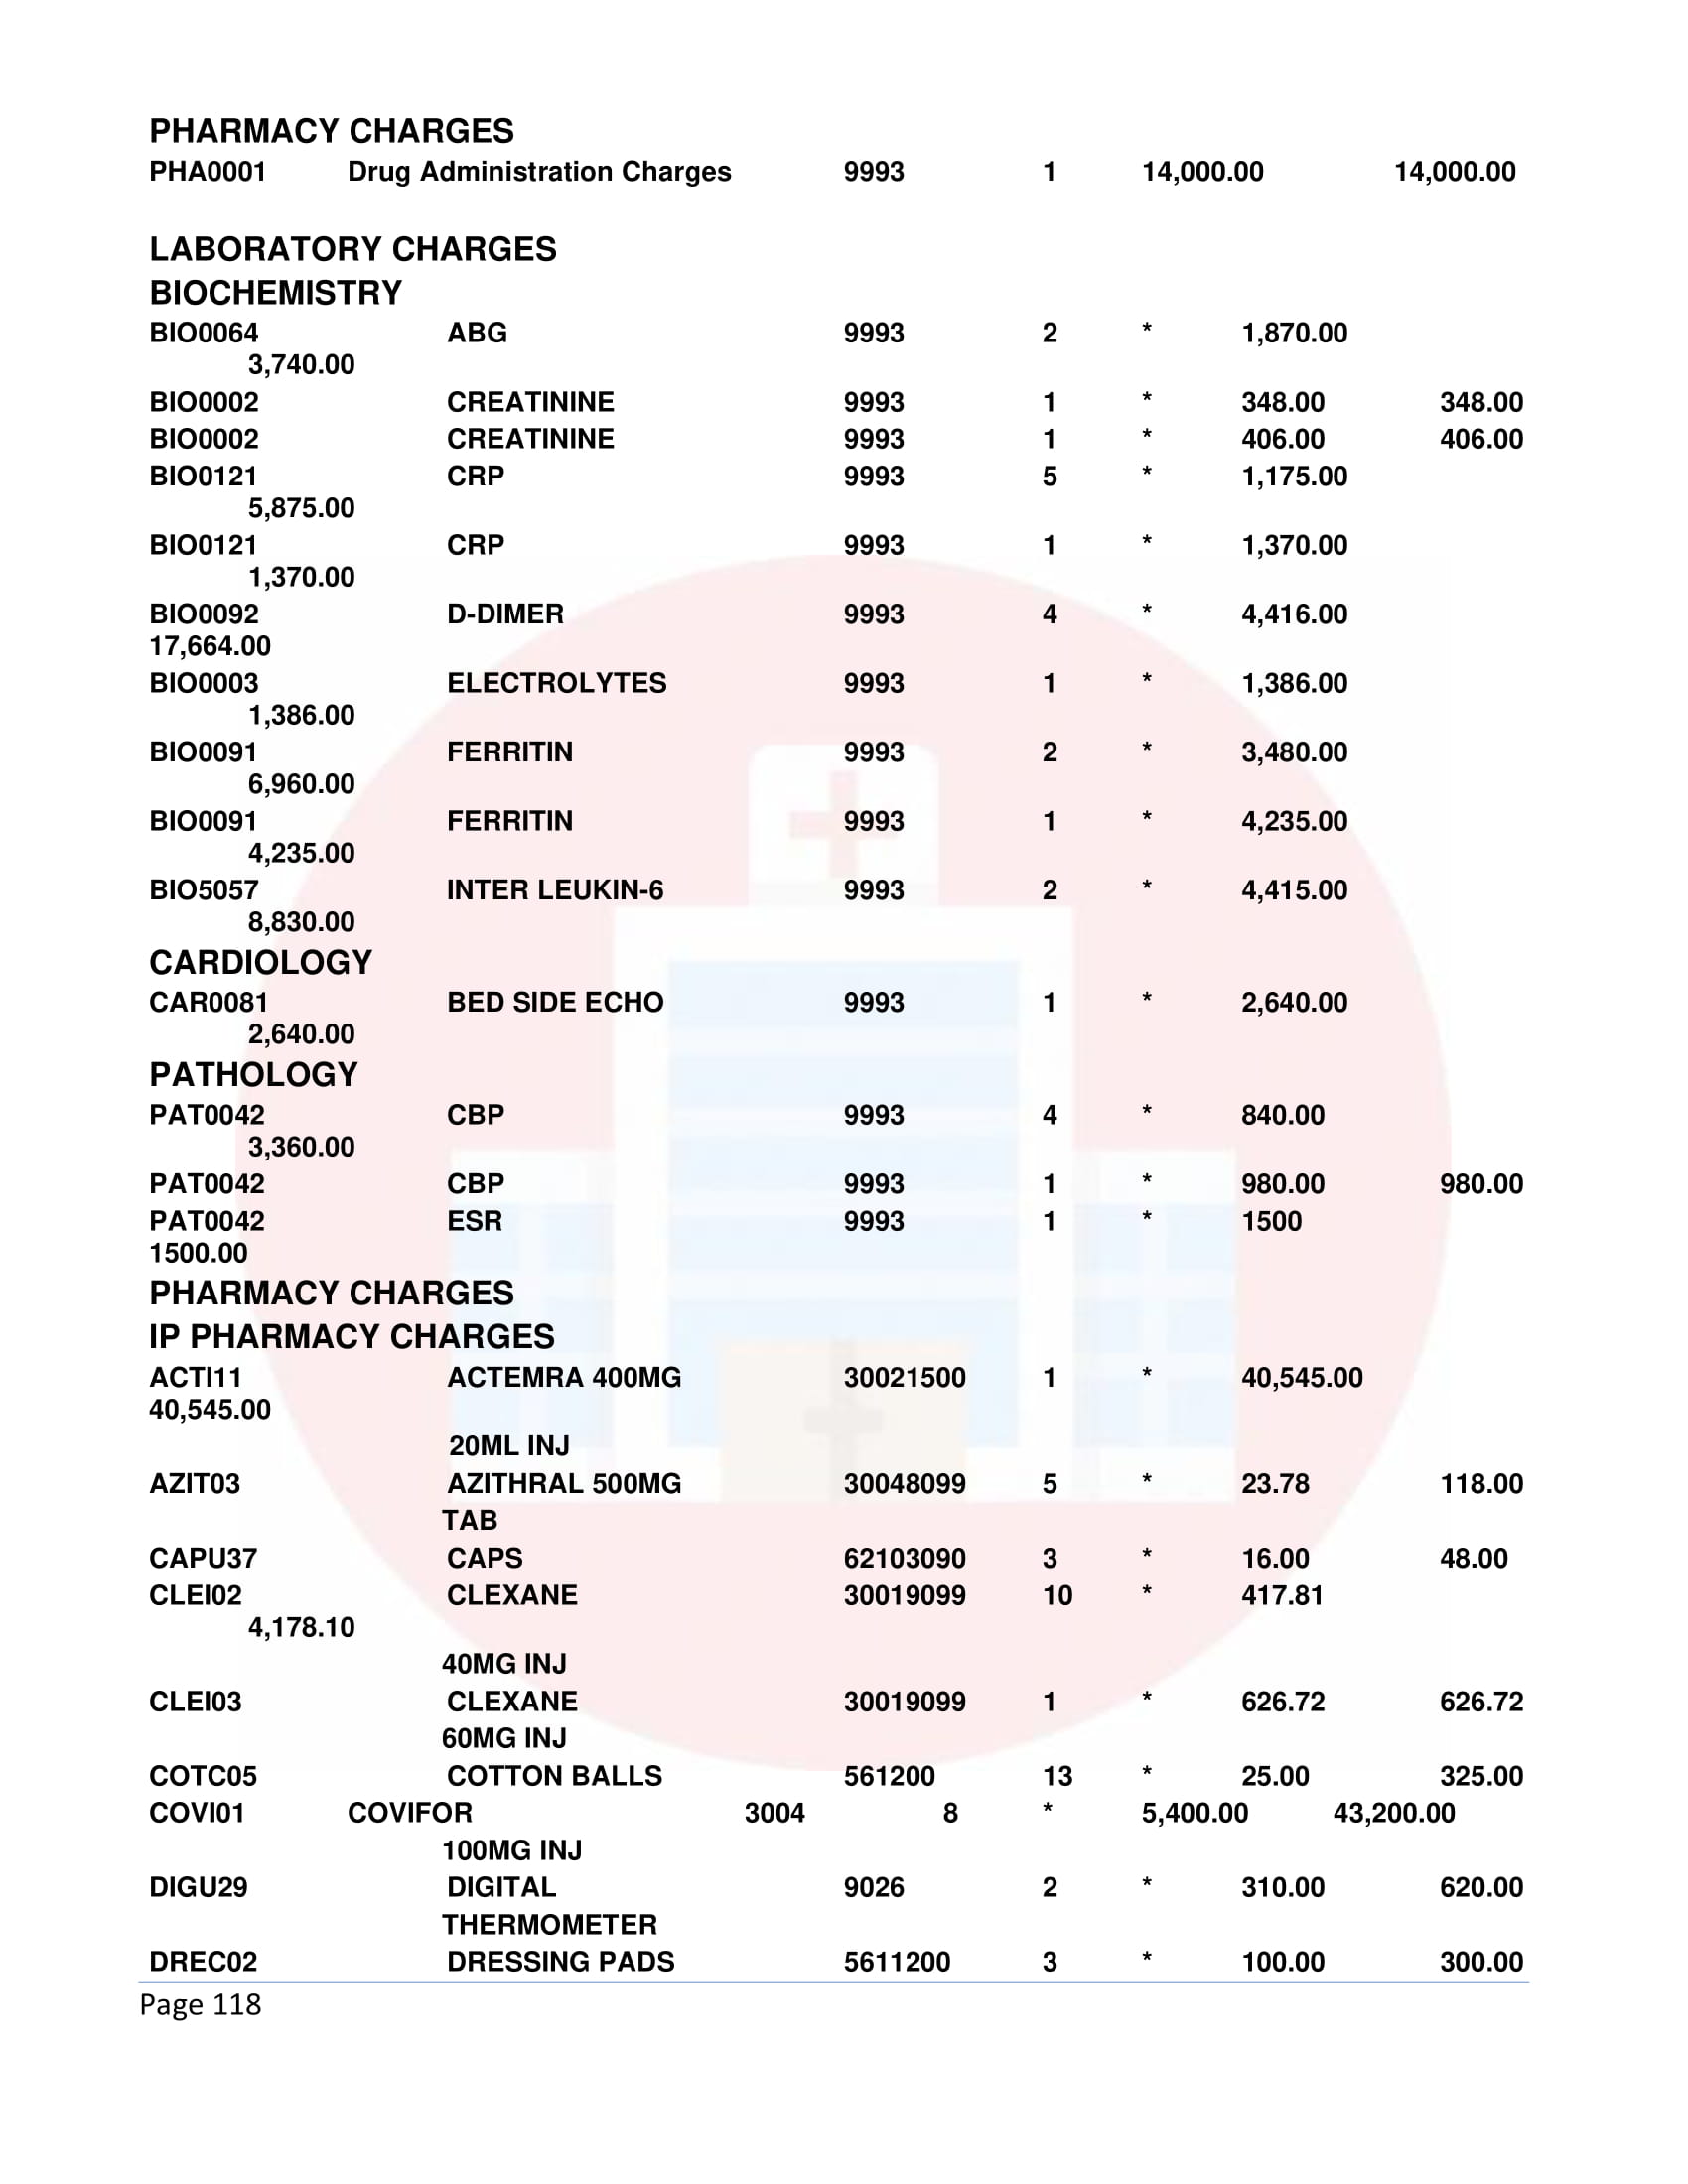 PHARMACY CHARGES
PHA0001 Drug Administration Charges 9993 1 14,000.00 14,000.00
LABORATORY CHARGES
BIOCHEMISTRY
BIO0064 ABG 9993 2 * 1,870.00
3,740.00
BIO0002 CREATININE 9993 1 * 348.00 348.00
BIO0002 CREATININE 9993 1 * 406.00 406.00
BIO0121 CRP 9993 5 * 1,175.00
5,875.00
BIO0121 CRP 9993 1 * 1,370.00
1,370.00
BIO0092 D-DIMER 9993 4 * 4,416.00
17,664.00
BIO0003 ELECTROLYTES 9993 1 * 1,386.00
1,386.00
BIO0091 FERRITIN 9993 2 * 3,480.00
6,960.00
BIO0091 FERRITIN 9993 1 * 4,235.00
4,235.00
BIO5057 INTER LEUKIN-6 9993 2 * 4,415.00
8,830.00
CARDIOLOGY
CAR0081 BED SIDE ECHO 9993 1 * 2,640.00
2,640.00
PATHOLOGY
PAT0042 CBP 9993 4 * 840.00
3,360.00
PAT0042 CBP 9993 1 * 980.00 980.00
PAT0042 ESR 9993 1 * 1500
1500.00
PHARMACY CHARGES
IP PHARMACY CHARGES
ACTI11 ACTEMRA 400MG 30021500 1 * 40,545.00
40,545.00
20ML INJ
AZIT03 AZITHRAL 500MG 30048099 5 * 23.78 118.00
TAB
CAPU37 CAPS 62103090 3 * 16.00 48.00
CLEI02 CLEXANE 30019099 10 * 417.81
4,178.10
40MG INJ
CLEI03 CLEXANE 30019099 1 * 626.72 626.72
60MG INJ
COTC05 COTTON BALLS 561200 13 * 25.00 325.00
COVI01 COVIFOR 3004 8 * 5,400.00 43,200.00
100MG INJ
DIGU29 DIGITAL 9026 2 * 310.00 620.00
THERMOMETER
DREC02 DRESSING PADS 5611200 3 * 100.00 300.00
Page 118